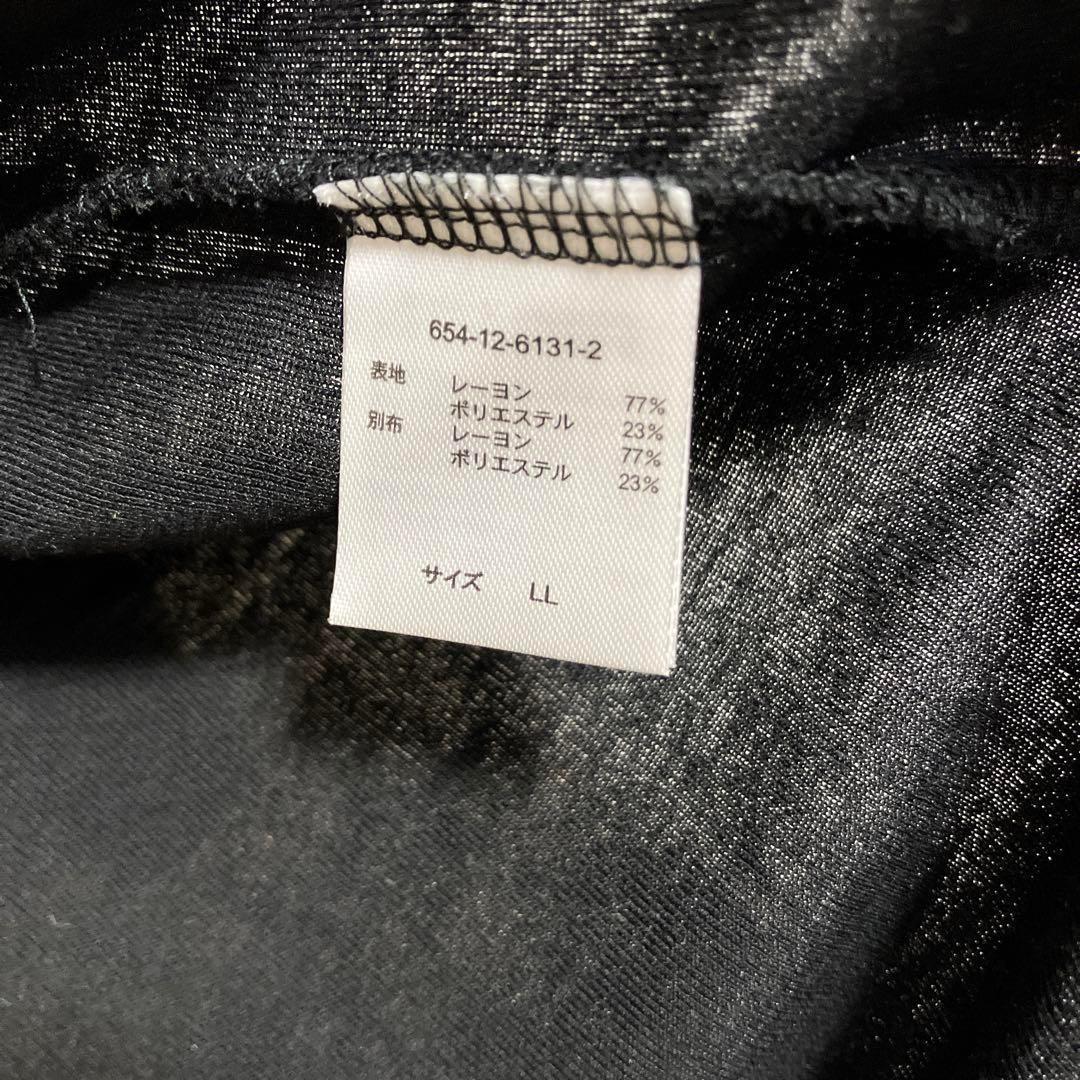 654-12-6131-2
表地 レーヨン 77%
ポリエステル 23%
別布 レーヨン 77%
ポリエステル 23%
サイズ LL